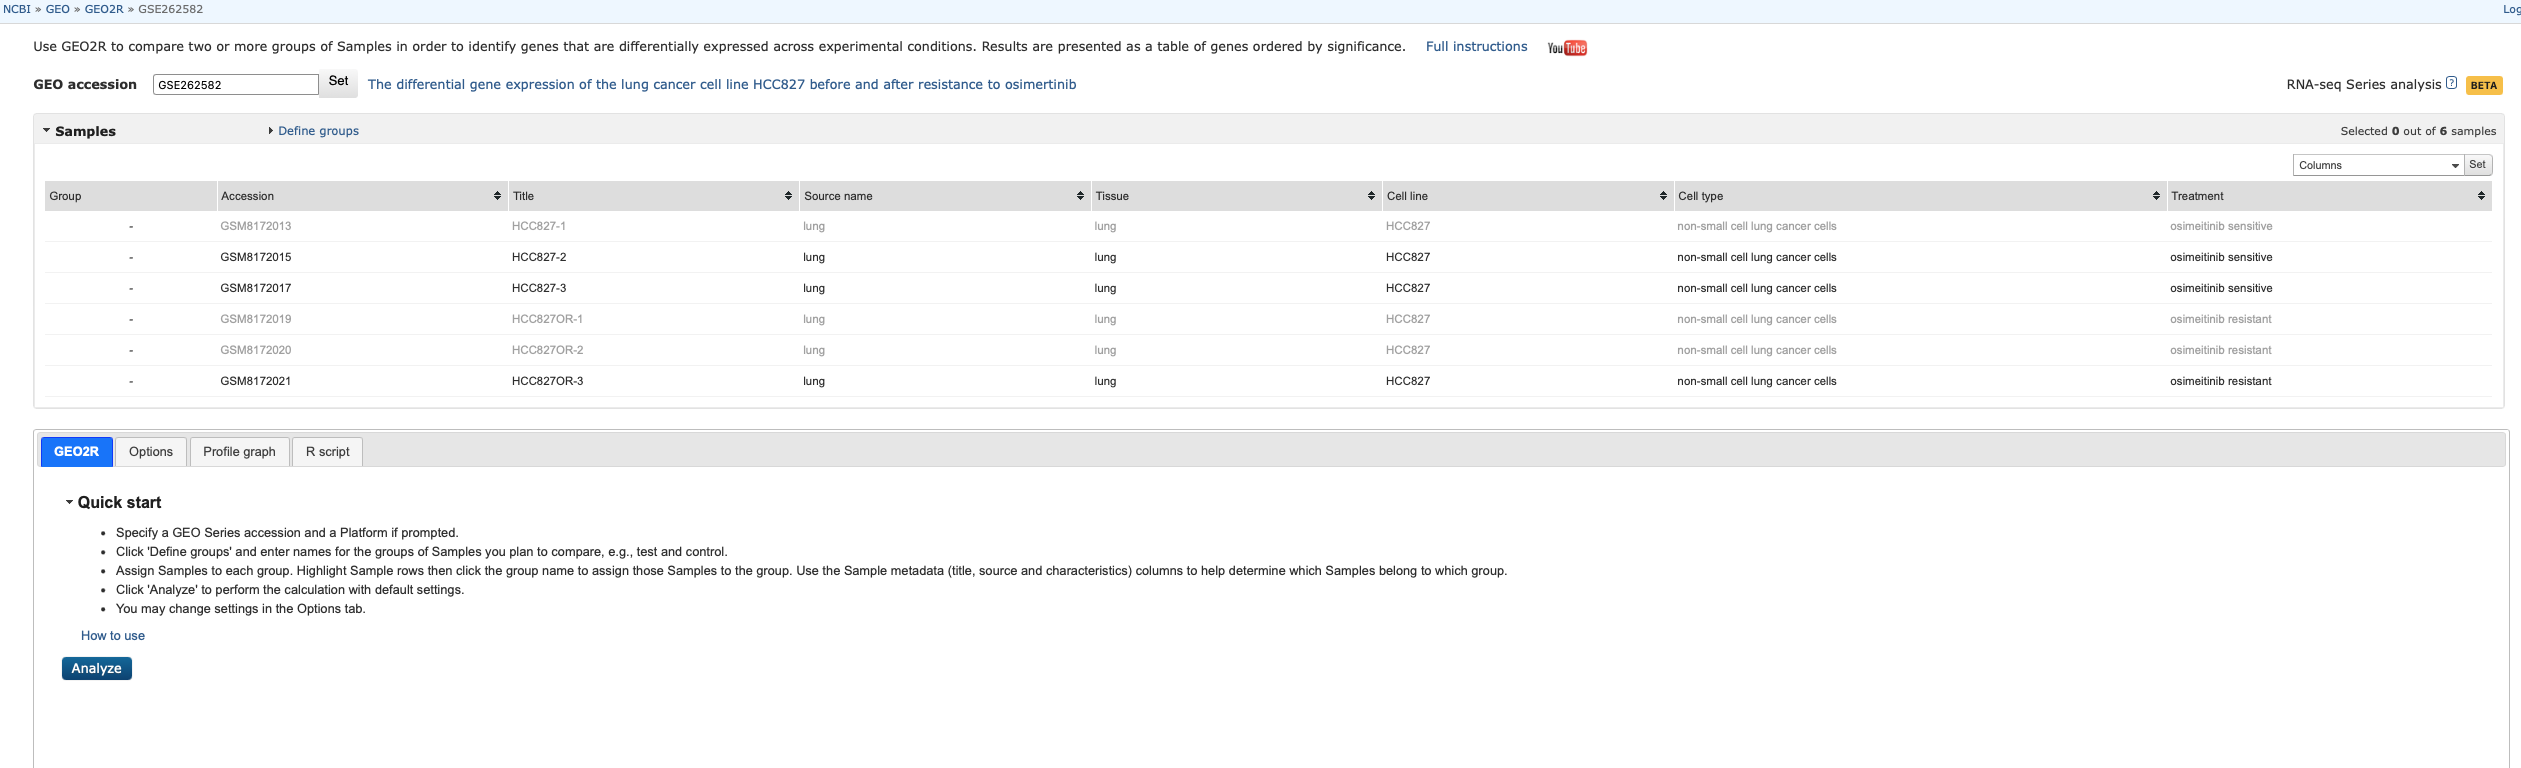 NCBI » GEO » GEO2R » GSE262582
Log
Use GEO2R to compare two or more groups of Samples in order to identify genes that are differentially expressed across experimental conditions. Results are presented as a table of genes ordered by significance. Full instructions YouTube
GEO accession GSE262582 Set The differential gene expression of the lung cancer cell line HCC827 before and after resistance to osimertinib RNA-seq Series analysis ? BETA
Samples Define groups Selected 0 out of 6 samples
Columns Set
Group Accession Title Source name Tissue Cell line Cell type Treatment
- GSM8172013 HCC827-1 lung lung HCC827 non-small cell lung cancer cells osimeitinib sensitive
- GSM8172015 HCC827-2 lung lung HCC827 non-small cell lung cancer cells osimeitinib sensitive
- GSM8172017 HCC827-3 lung lung HCC827 non-small cell lung cancer cells osimeitinib sensitive
- GSM8172019 HCC827OR-1 lung lung HCC827 non-small cell lung cancer cells osimeitinib resistant
- GSM8172020 HCC827OR-2 lung lung HCC827 non-small cell lung cancer cells osimeitinib resistant
- GSM8172021 HCC827OR-3 lung lung HCC827 non-small cell lung cancer cells osimeitinib resistant
GEO2R Options Profile graph R script
Quick start
• Specify a GEO Series accession and a Platform if prompted.
• Click 'Define groups' and enter names for the groups of Samples you plan to compare, e.g., test and control.
• Assign Samples to each group. Highlight Sample rows then click the group name to assign those Samples to the group. Use the Sample metadata (title, source and characteristics) columns to help determine which Samples belong to which group.
• Click 'Analyze' to perform the calculation with default settings.
• You may change settings in the Options tab.
How to use
Analyze